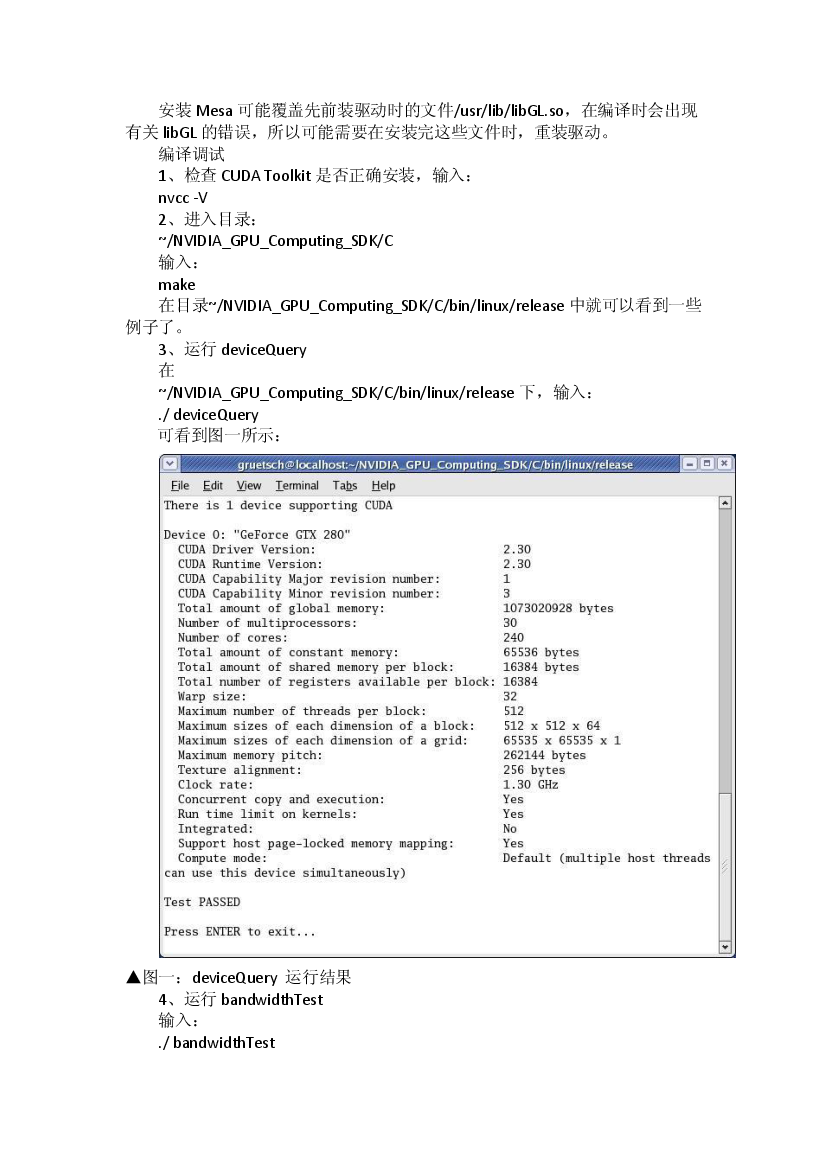 安装 Mesa 可能覆盖先前装驱动时的文件/usr/lib/libGL.so，在编译时会出现
有关 libGL 的错误，所以可能需要在安装完这些文件时，重装驱动。
编译调试
1、检查 CUDA Toolkit 是否正确安装，输入：
nvcc -V
2、进入目录：
~/NVIDIA_GPU_Computing_SDK/C
输入：
make
在目录~/NVIDIA_GPU_Computing_SDK/C/bin/linux/release 中就可以看到一些
例子了。
3、运行 deviceQuery
在
~/NVIDIA_GPU_Computing_SDK/C/bin/linux/release 下，输入：
./ deviceQuery
可看到图一所示：
gruetsch@localhost:~/NVIDIA_GPU_Computing_SDK/C/bin/linux/release
File Edit View Terminal Tabs Help
There is 1 device supporting CUDA
Device 0: "GeForce GTX 280"
CUDA Driver Version: 2.30
CUDA Runtime Version: 2.30
CUDA Capability Major revision number: 1
CUDA Capability Minor revision number: 3
Total amount of global memory: 1073020928 bytes
Number of multiprocessors: 30
Number of cores: 240
Total amount of constant memory: 65536 bytes
Total amount of shared memory per block: 16384 bytes
Total number of registers available per block: 16384
Warp size: 32
Maximum number of threads per block: 512
Maximum sizes of each dimension of a block: 512 x 512 x 64
Maximum sizes of each dimension of a grid: 65535 x 65535 x 1
Maximum memory pitch: 262144 bytes
Texture alignment: 256 bytes
Clock rate: 1.30 GHz
Concurrent copy and execution: Yes
Run time limit on kernels: Yes
Integrated: No
Support host page-locked memory mapping: Yes
Compute mode: Default (multiple host threads
can use this device simultaneously)
Test PASSED
Press ENTER to exit...
▲图一：deviceQuery 运行结果
4、运行 bandwidthTest
输入：
./ bandwidthTest